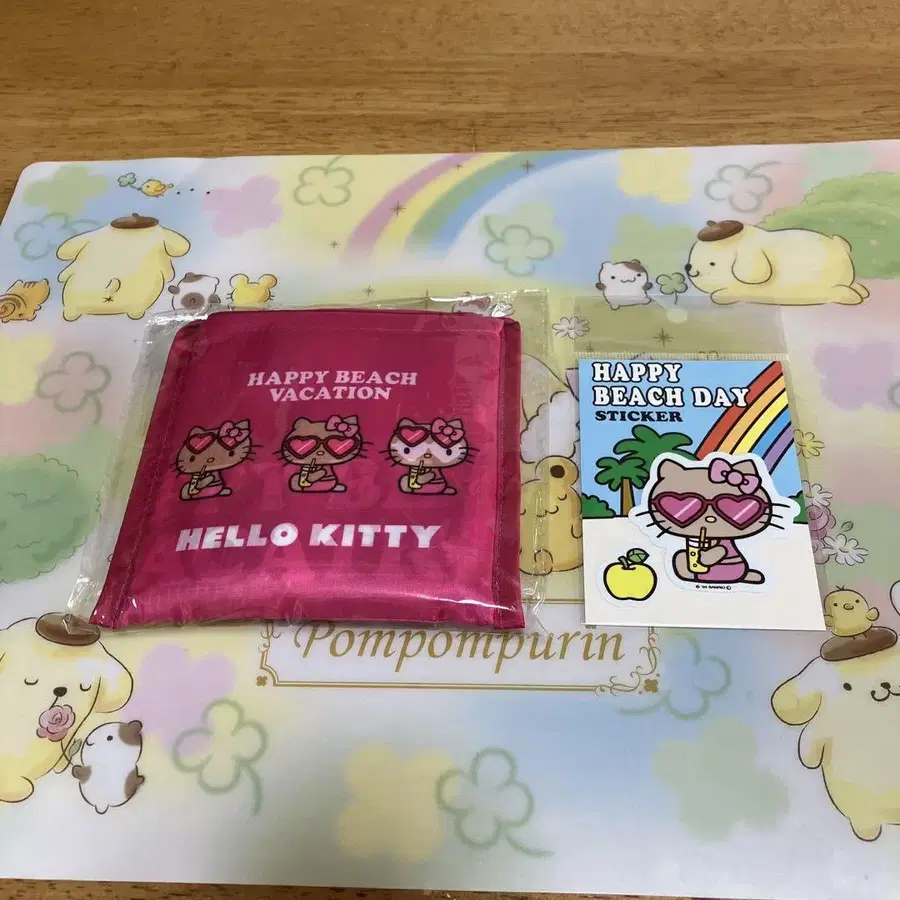 HAPPY BEACH
VACATION
HELLO KITTY
HAPPY
BEACH DAY
STICKER
Pompompurin